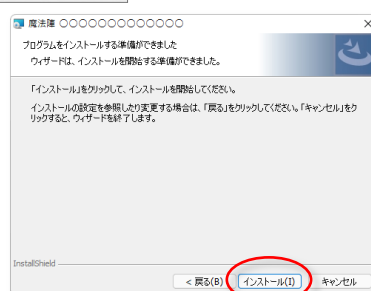 魔法陣 ○○○○○○○○○○○○○
プログラムをインストールする準備ができました
ウィザードは、インストールを開始する準備ができました。
「インストール」をクリックして、インストールを開始してください。
インストールの設定を参照したり変更する場合は、「戻る」をクリックしてください。「キャンセル」をク
リックすると、ウィザードを終了します。
InstallShield
< 戻る(B)
インストール(I)
キャンセル